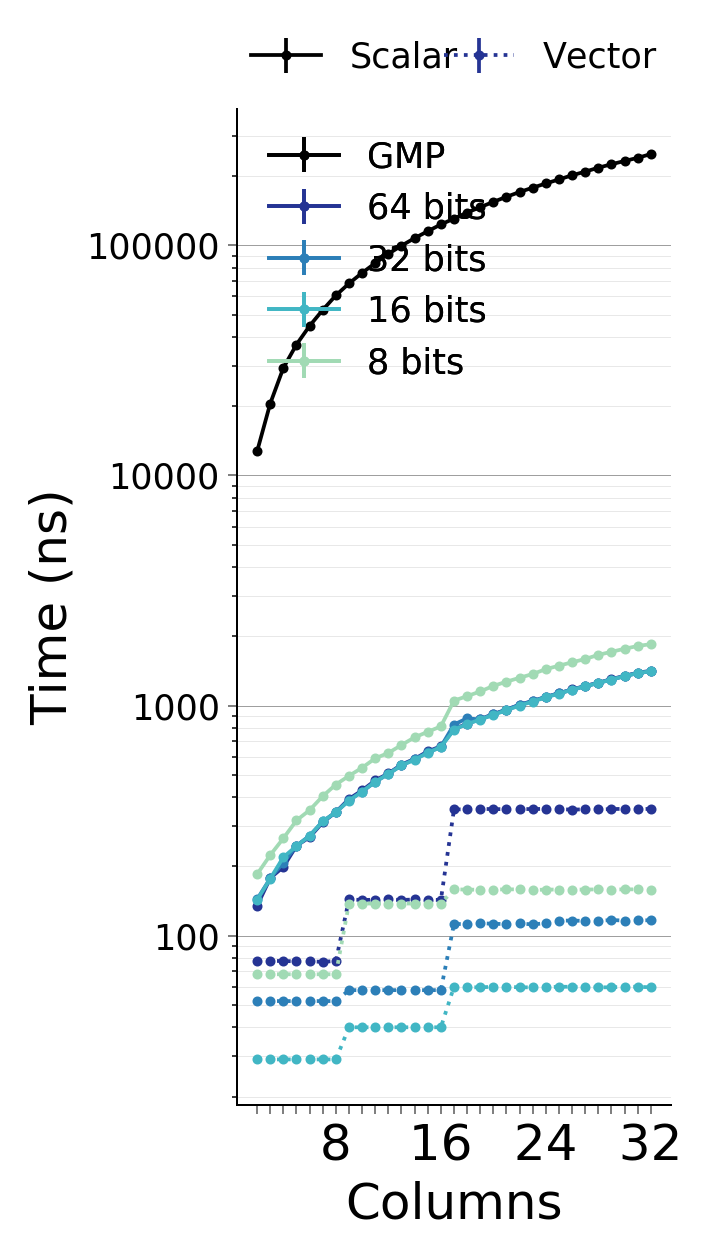 Scalar Vector
GMP
64 bits
32 bits
16 bits
8 bits
100000
10000
1000
100
Time (ns)
8 16 24 32
Columns